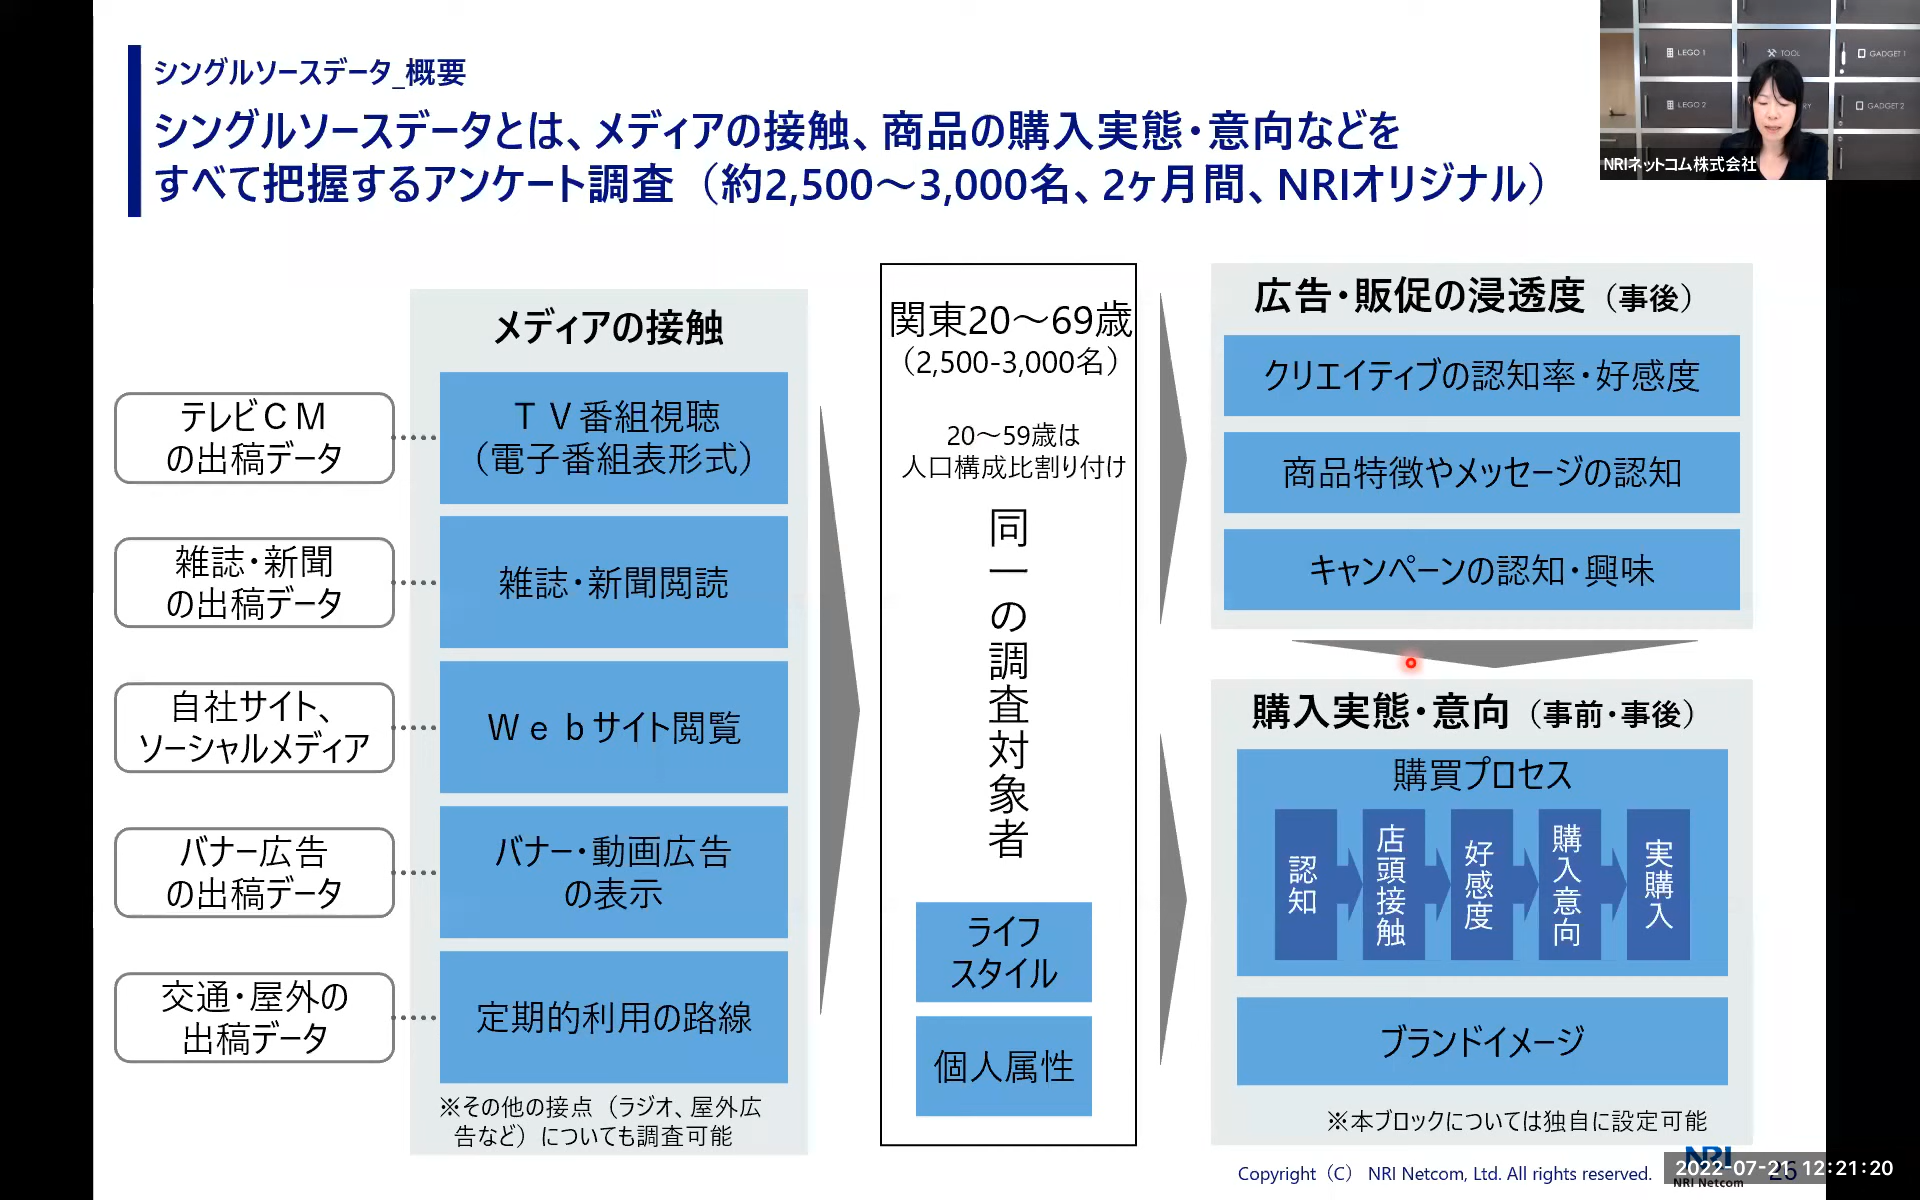 シングルソースデータ_概要
シングルソースデータとは、メディアの接触、商品の購入実態・意向などを
すべて把握するアンケート調査（約2,500～3,000名、2ヶ月間、NRIオリジナル）
LEGO 1
TOOL
GADGET 1
LEGO 2
RY
GADGET 2
NRIネットコム株式会社
テレビＣＭ
の出稿データ
雑誌・新聞
の出稿データ
自社サイト、
ソーシャルメディア
バナー広告
の出稿データ
交通・屋外の
出稿データ
メディアの接触
ＴＶ番組視聴
（電子番組表形式）
雑誌・新聞閲読
Ｗｅｂサイト閲覧
バナー・動画広告
の表示
定期的利用の路線
※その他の接点（ラジオ、屋外広
告など）についても調査可能
関東20～69歳
（2,500-3,000名）
20～59歳は
人口構成比割り付け
同一の調査対象者
ライフ
スタイル
個人属性
広告・販促の浸透度（事後）
クリエイティブの認知率・好感度
商品特徴やメッセージの認知
キャンペーンの認知・興味
購入実態・意向（事前・事後）
購買プロセス
認知
店頭接触
好感度
購入意向
実購入
ブランドイメージ
※本ブロックについては独自に設定可能
Copyright（C） NRI Netcom, Ltd. All rights reserved.
NRI
NRI Netcom
2022-07-21 12:21:20